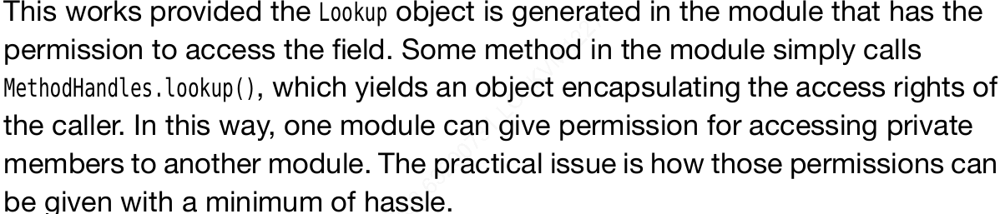 This works provided the Lookup object is generated in the module that has the
permission to access the field. Some method in the module simply calls
MethodHandles.lookup(), which yields an object encapsulating the access rights of
the caller. In this way, one module can give permission for accessing private
members to another module. The practical issue is how those permissions can
be given with a minimum of hassle.